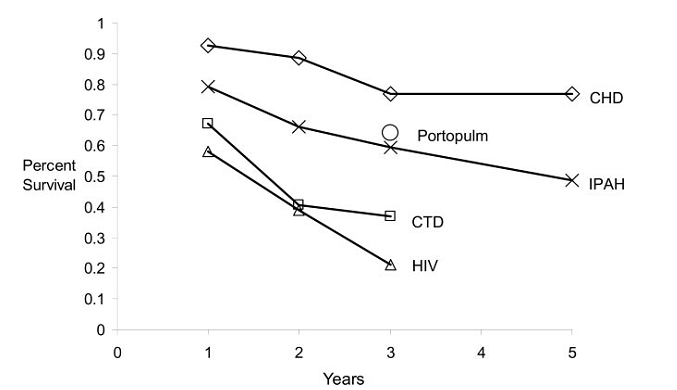 1
0.9
0.8
0.7
0.6
0.5
0.4
0.3
0.2
0.1
0
Percent
Survival
CHD
Portopulm
IPAH
CTD
HIV
0 1 2 3 4 5
Years